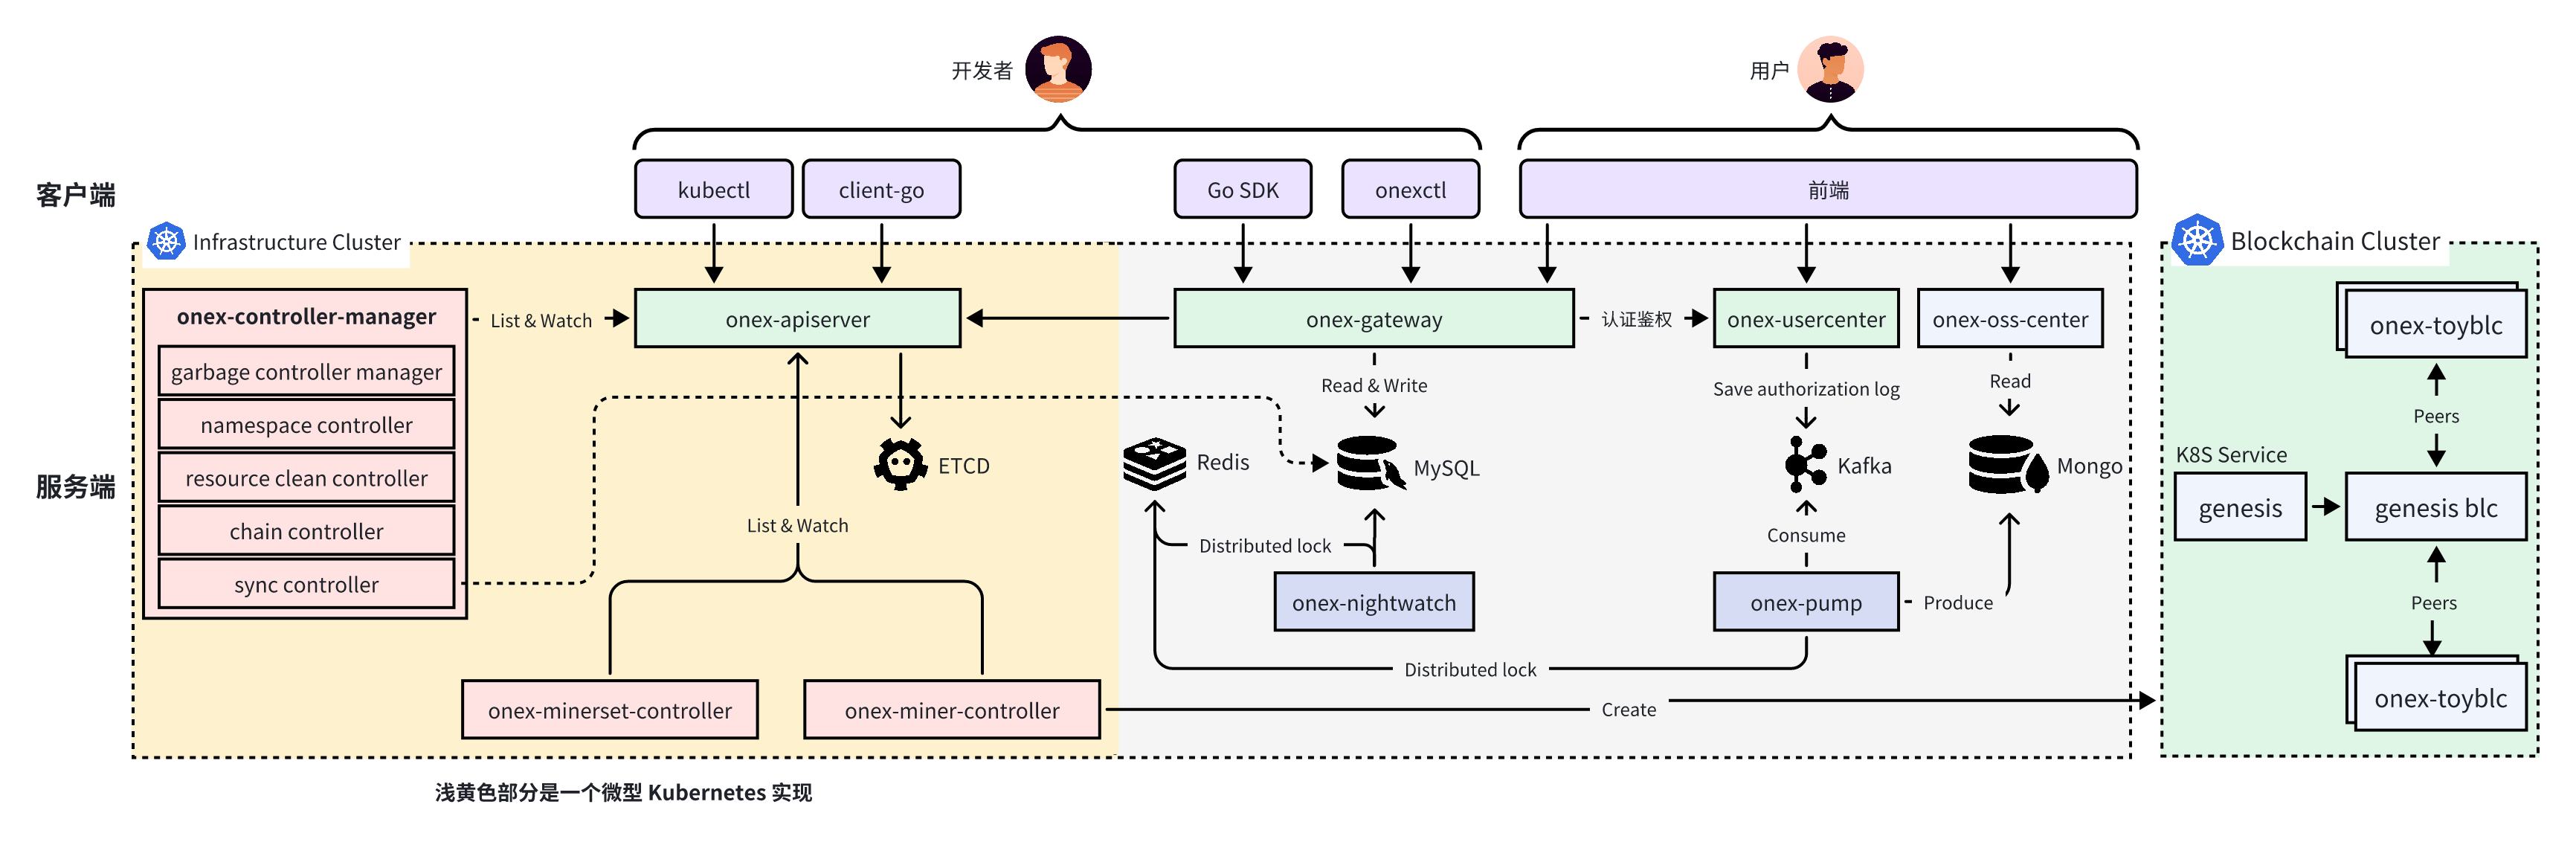 开发者
用户
客户端
kubectl
client-go
Go SDK
onexctl
前端
Infrastructure Cluster
Blockchain Cluster
onex-controller-manager
garbage controller manager
namespace controller
resource clean controller
chain controller
sync controller
List & Watch
onex-apiserver
onex-gateway
认证鉴权
onex-usercenter
onex-oss-center
onex-toyblc
Read & Write
Save authorization log
Read
Peers
服务端
ETCD
Redis
MySQL
Kafka
Mongo
K8S Service
genesis
genesis blc
List & Watch
Distributed lock
Consume
onex-nightwatch
onex-pump
Produce
Peers
Distributed lock
onex-minerset-controller
onex-miner-controller
Create
onex-toyblc
浅黄色部分是一个微型 Kubernetes 实现